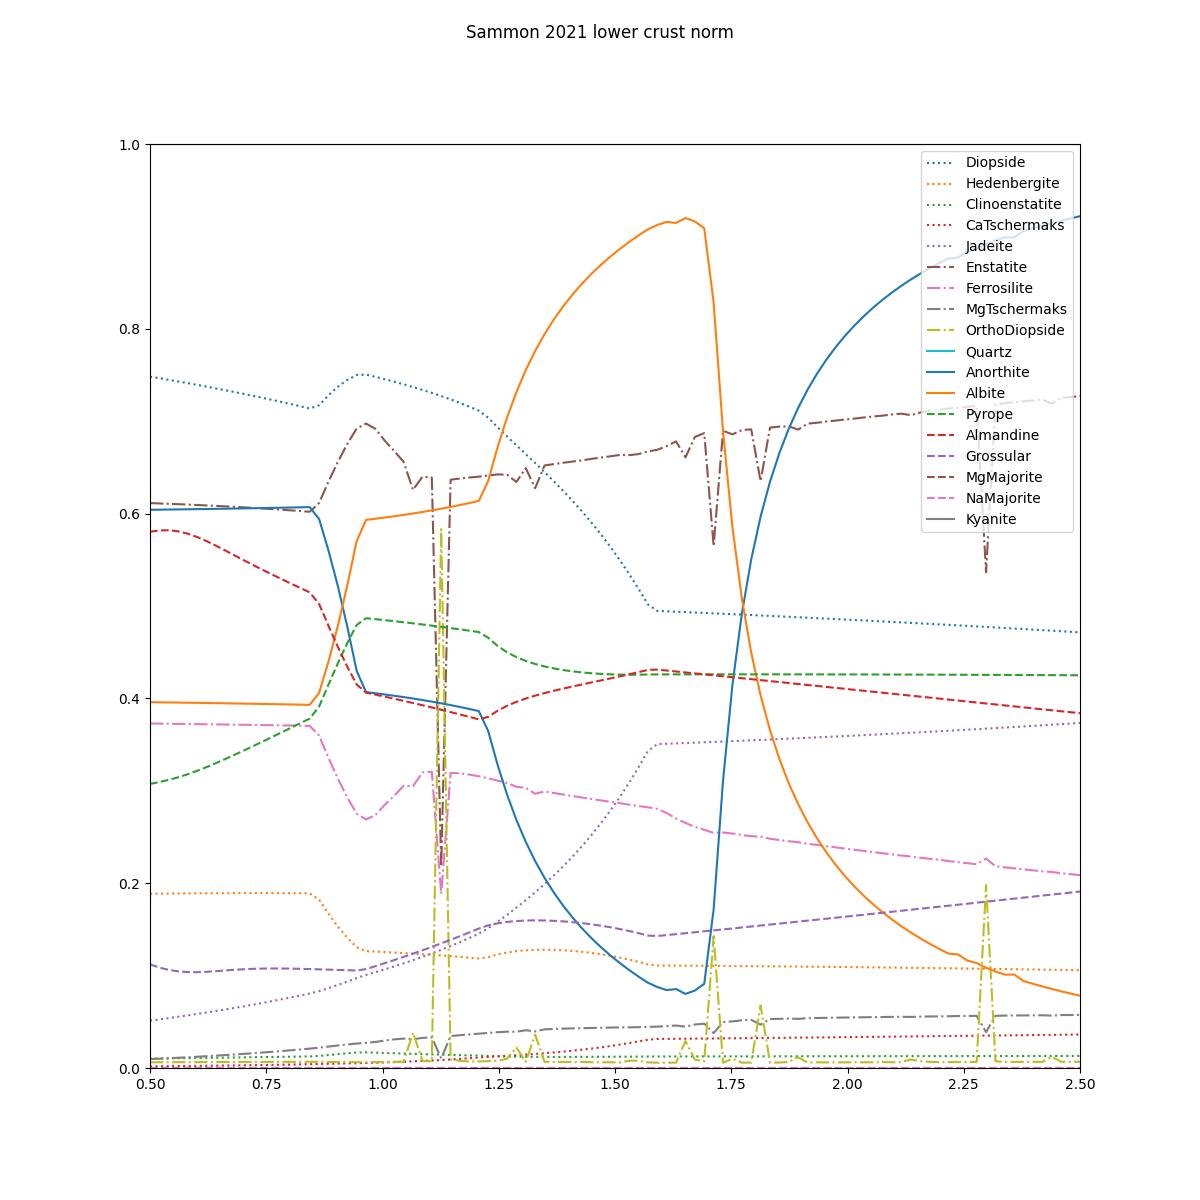 Sammon 2021 lower crust norm
1.0
0.8
0.6
0.4
0.2
0.0
Diopside
Hedenbergite
Clinoenstatite
CaTschermaks
Jadeite
Enstatite
Ferrosilite
MgTschermaks
OrthoDiopside
Quartz
Anorthite
Albite
Pyrope
Almandine
Grossular
MgMajorite
NaMajorite
Kyanite
0.50 0.75 1.00 1.25 1.50 1.75 2.00 2.25 2.50